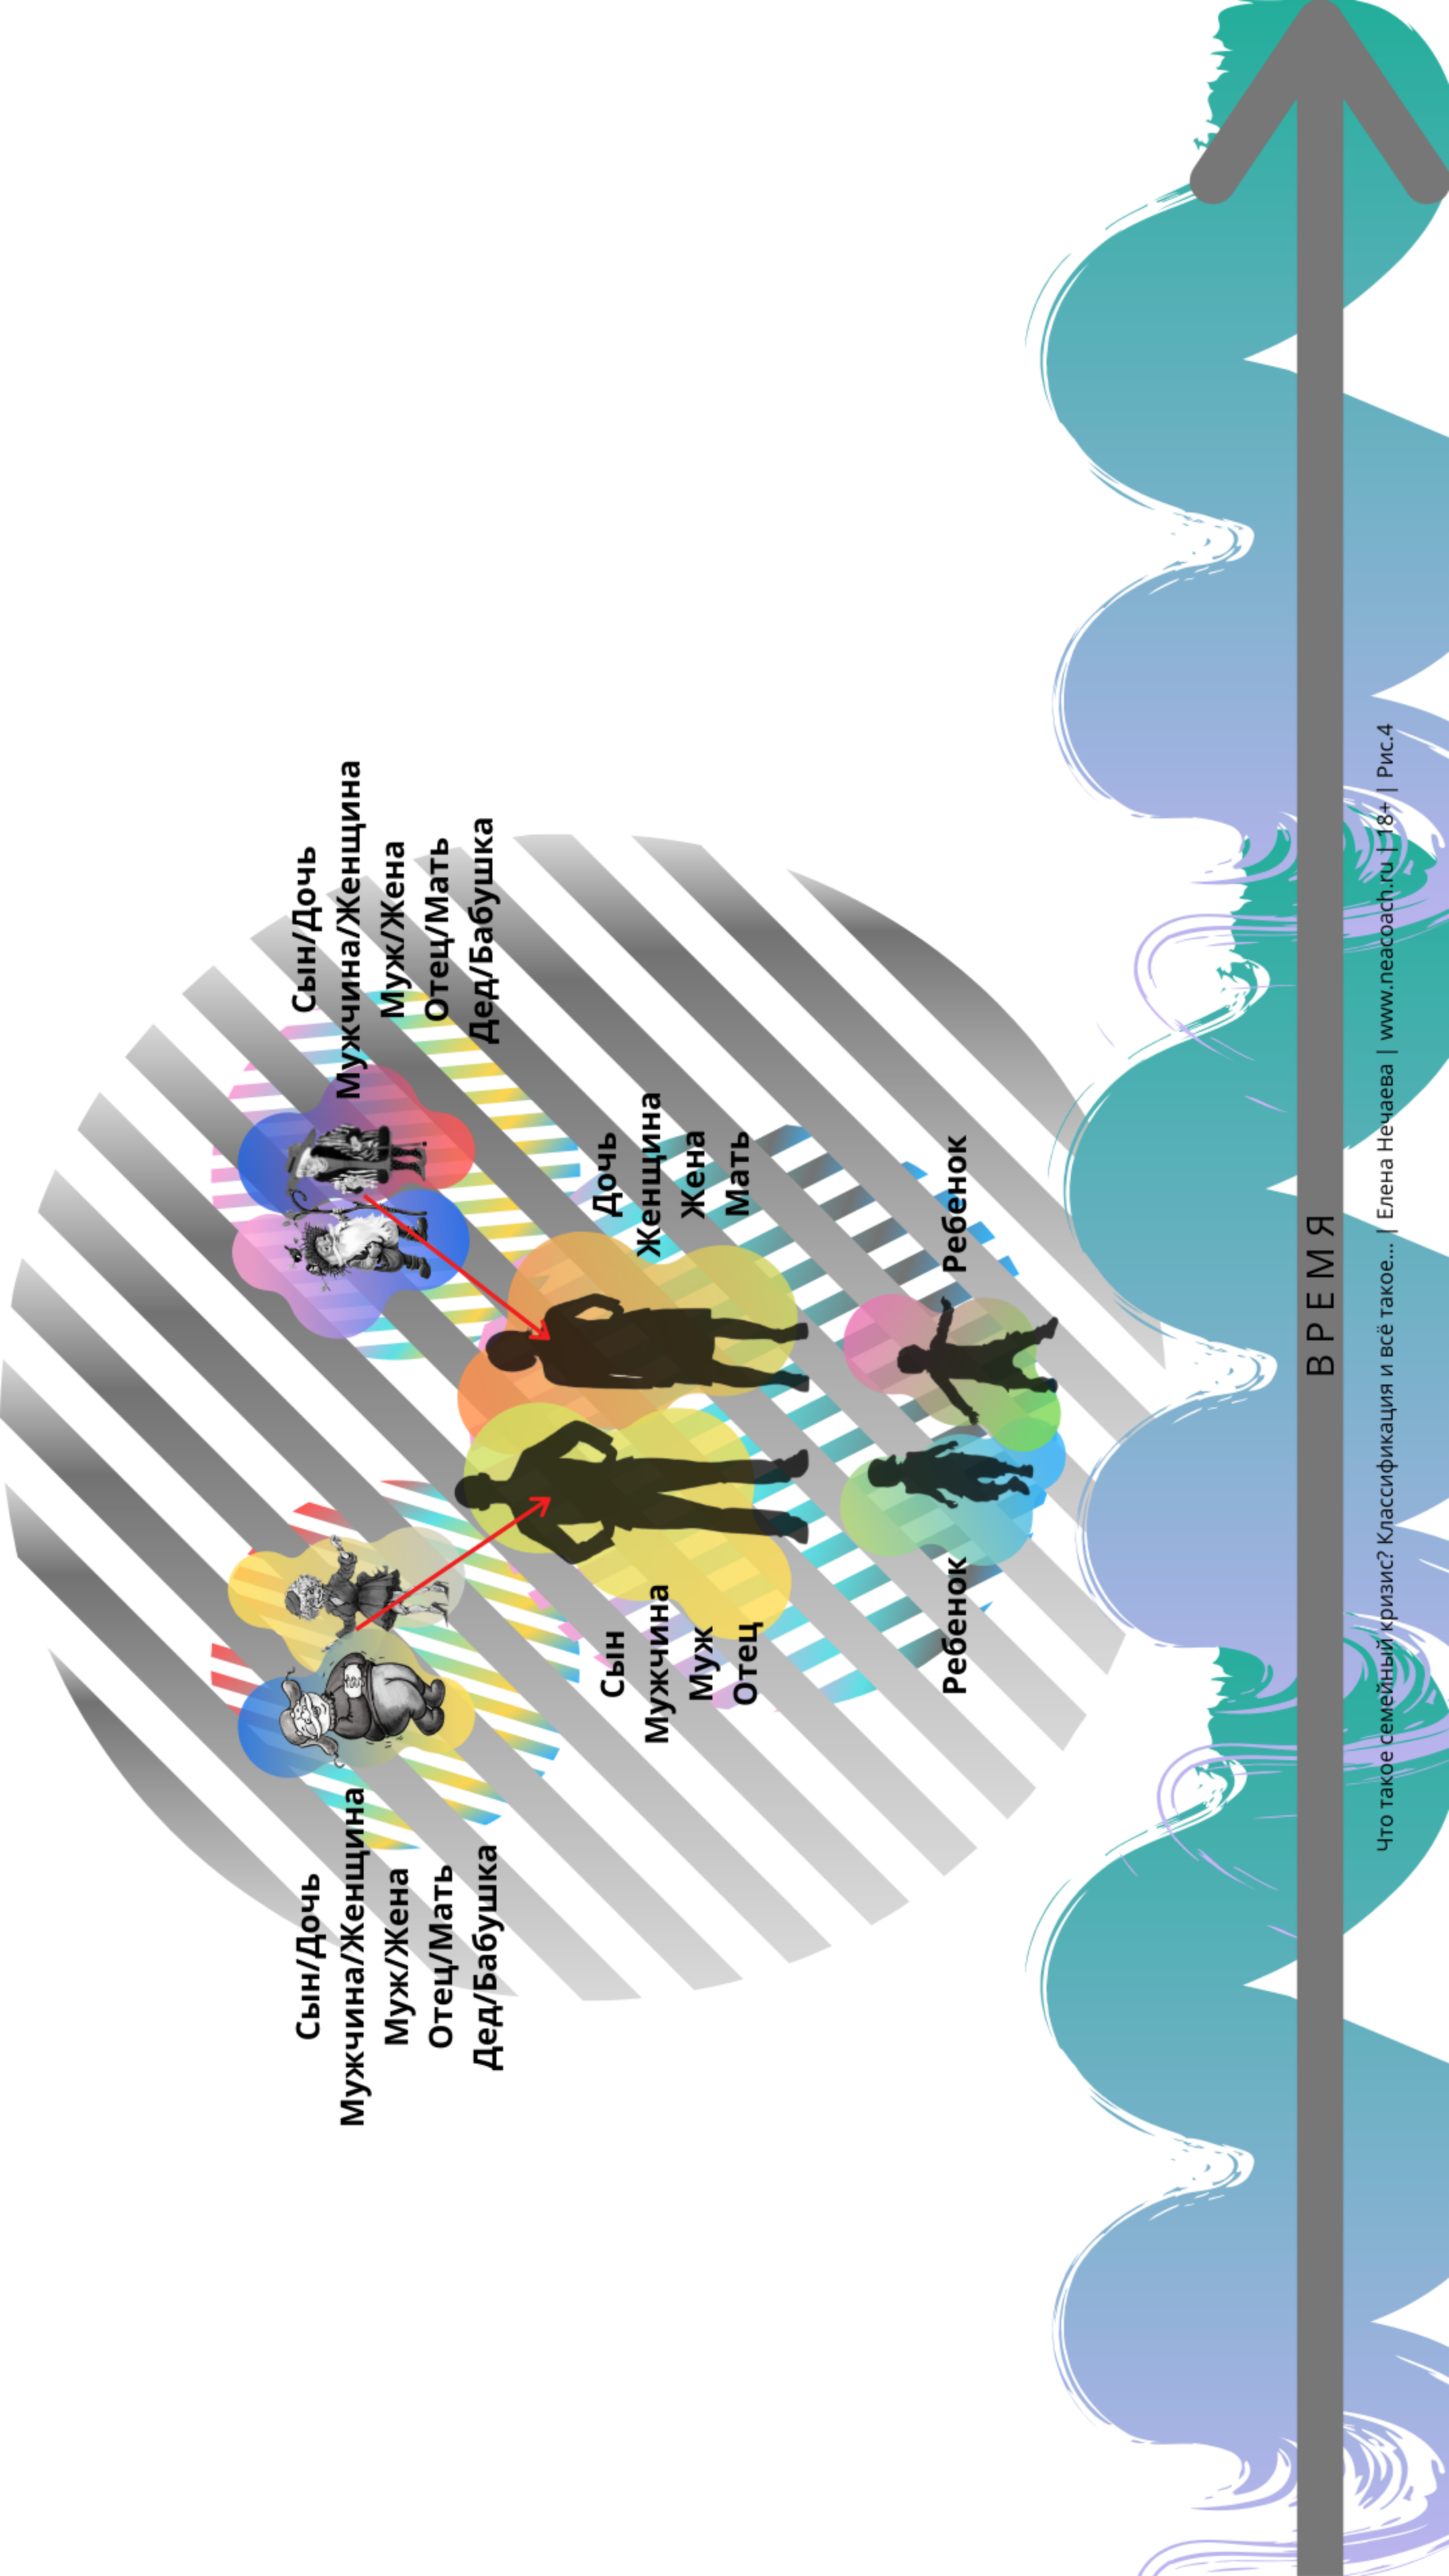 Сын/Дочь
Мужчина/Женщина
Муж/Жена
Отец/Мать
Дед/Бабушка
Сын/Дочь
Мужчина/Женщина
Муж/Жена
Отец/Мать
Дед/Бабушка
Сын
Мужчина
Муж
Отец
Дочь
Женщина
Жена
Мать
Ребенок
Ребенок
ВРЕМЯ
Что такое семейный кризис? Классификация и всё такое... | Елена Нечаева | www.neacoach.ru | 18+ | Рис.4